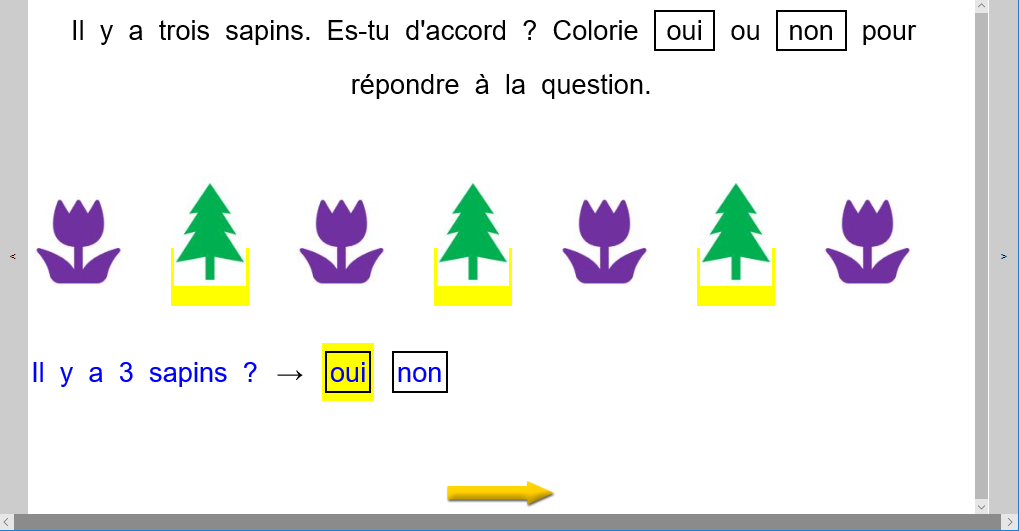 Il y a trois sapins. Es-tu d'accord ? Colorie oui ou non pour
répondre à la question.
< >
Il y a 3 sapins ? → oui non